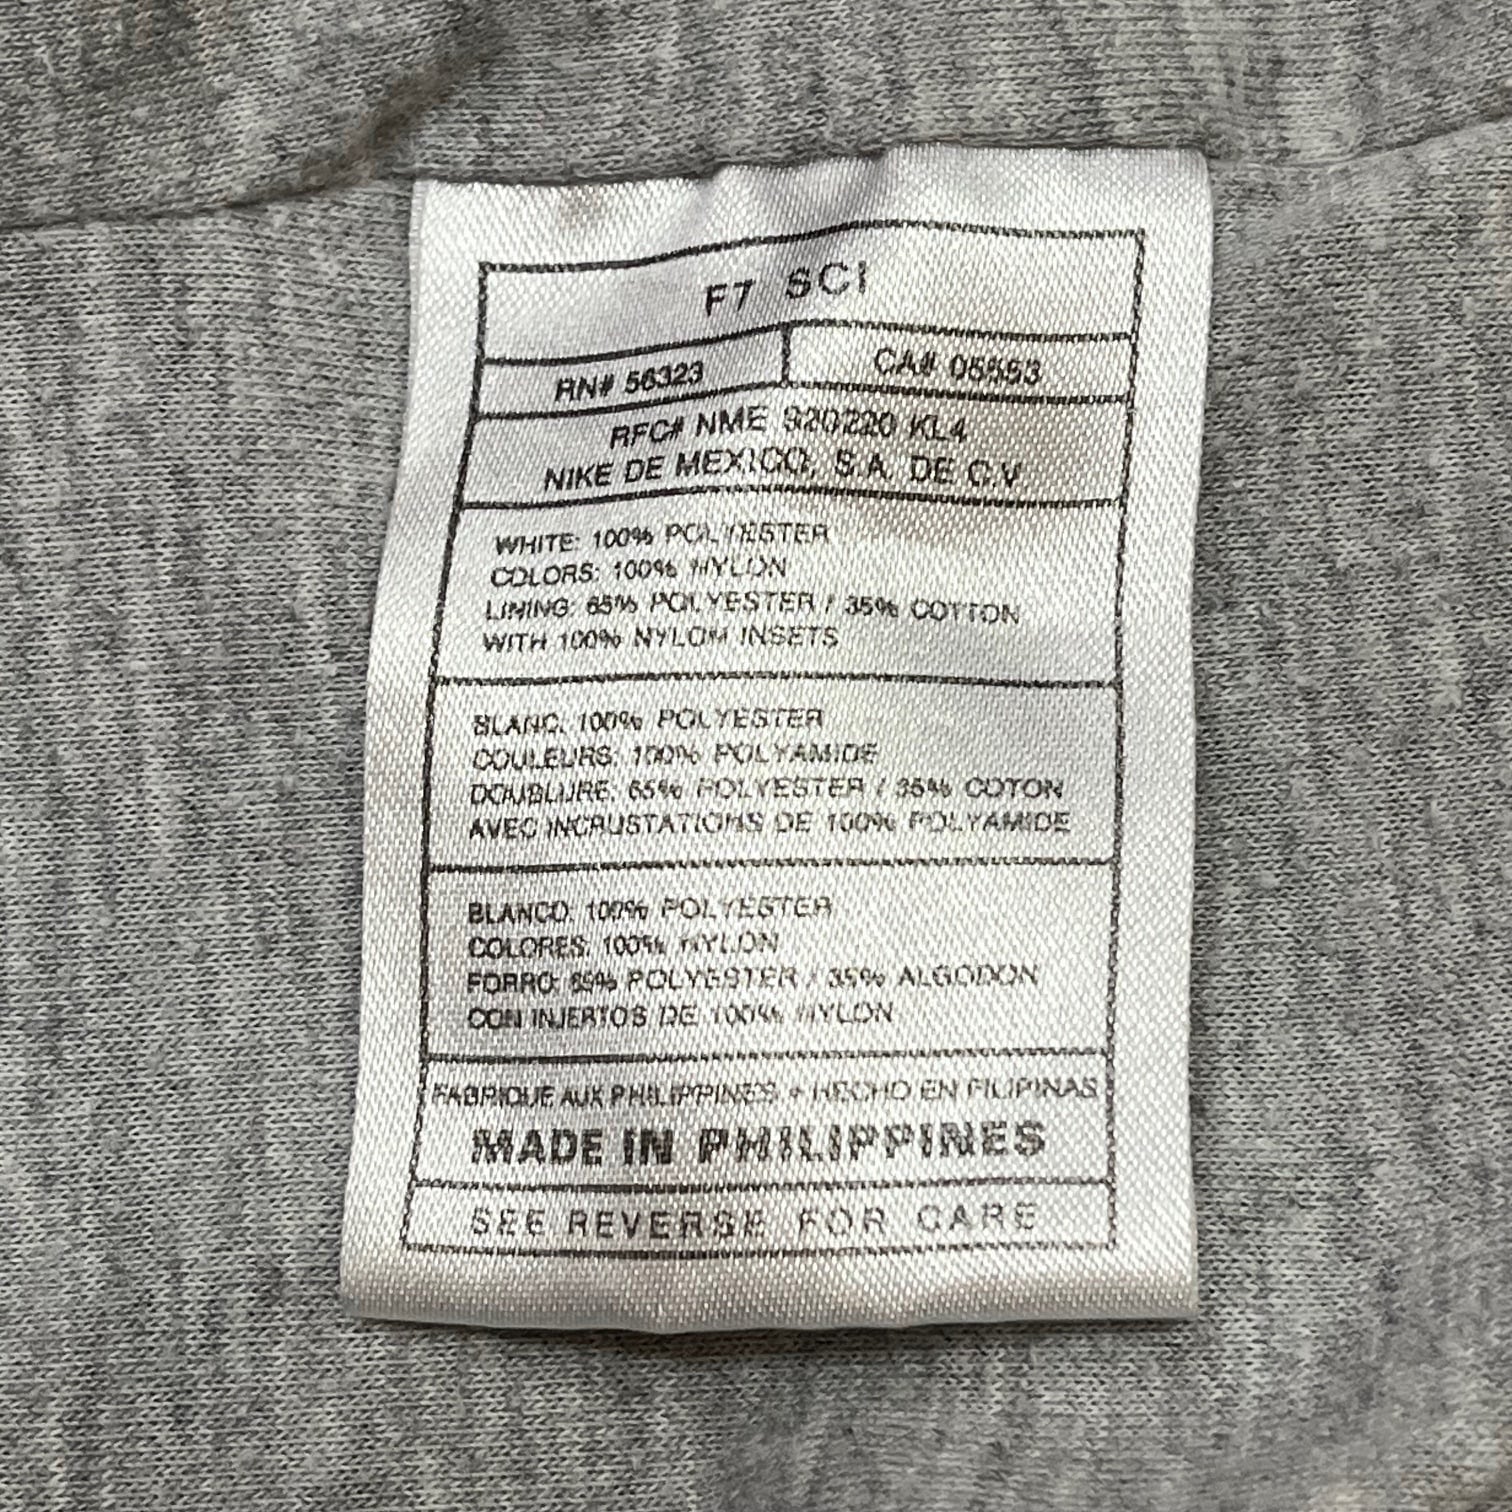 F7 SCI
RN# 56323
CA# 05553
RFC# NME 920220 KL4
NIKE DE MEXICO, S.A. DE C.V
WHITE: 100% POLYESTER
COLORS: 100% NYLON
LINING: 65% POLYESTER / 35% COTTON
WITH 100% NYLON INSETS
BLANC: 100% POLYESTER
COULEURS: 100% POLYAMIDE
DOUBLURE: 65% POLYESTER / 35% COTON
AVEC INCRUSTATIONS DE 100% POLYAMIDE
BLANCO: 100% POLYESTER
COLORES: 100% NYLON
FORRO: 65% POLYESTER / 35% ALGODON
CON INJERTOS DE 100% NYLON
FABRIQUE AUX PHILIPPINES + HECHO EN FILIPINAS
MADE IN PHILIPPINES
SEE REVERSE FOR CARE